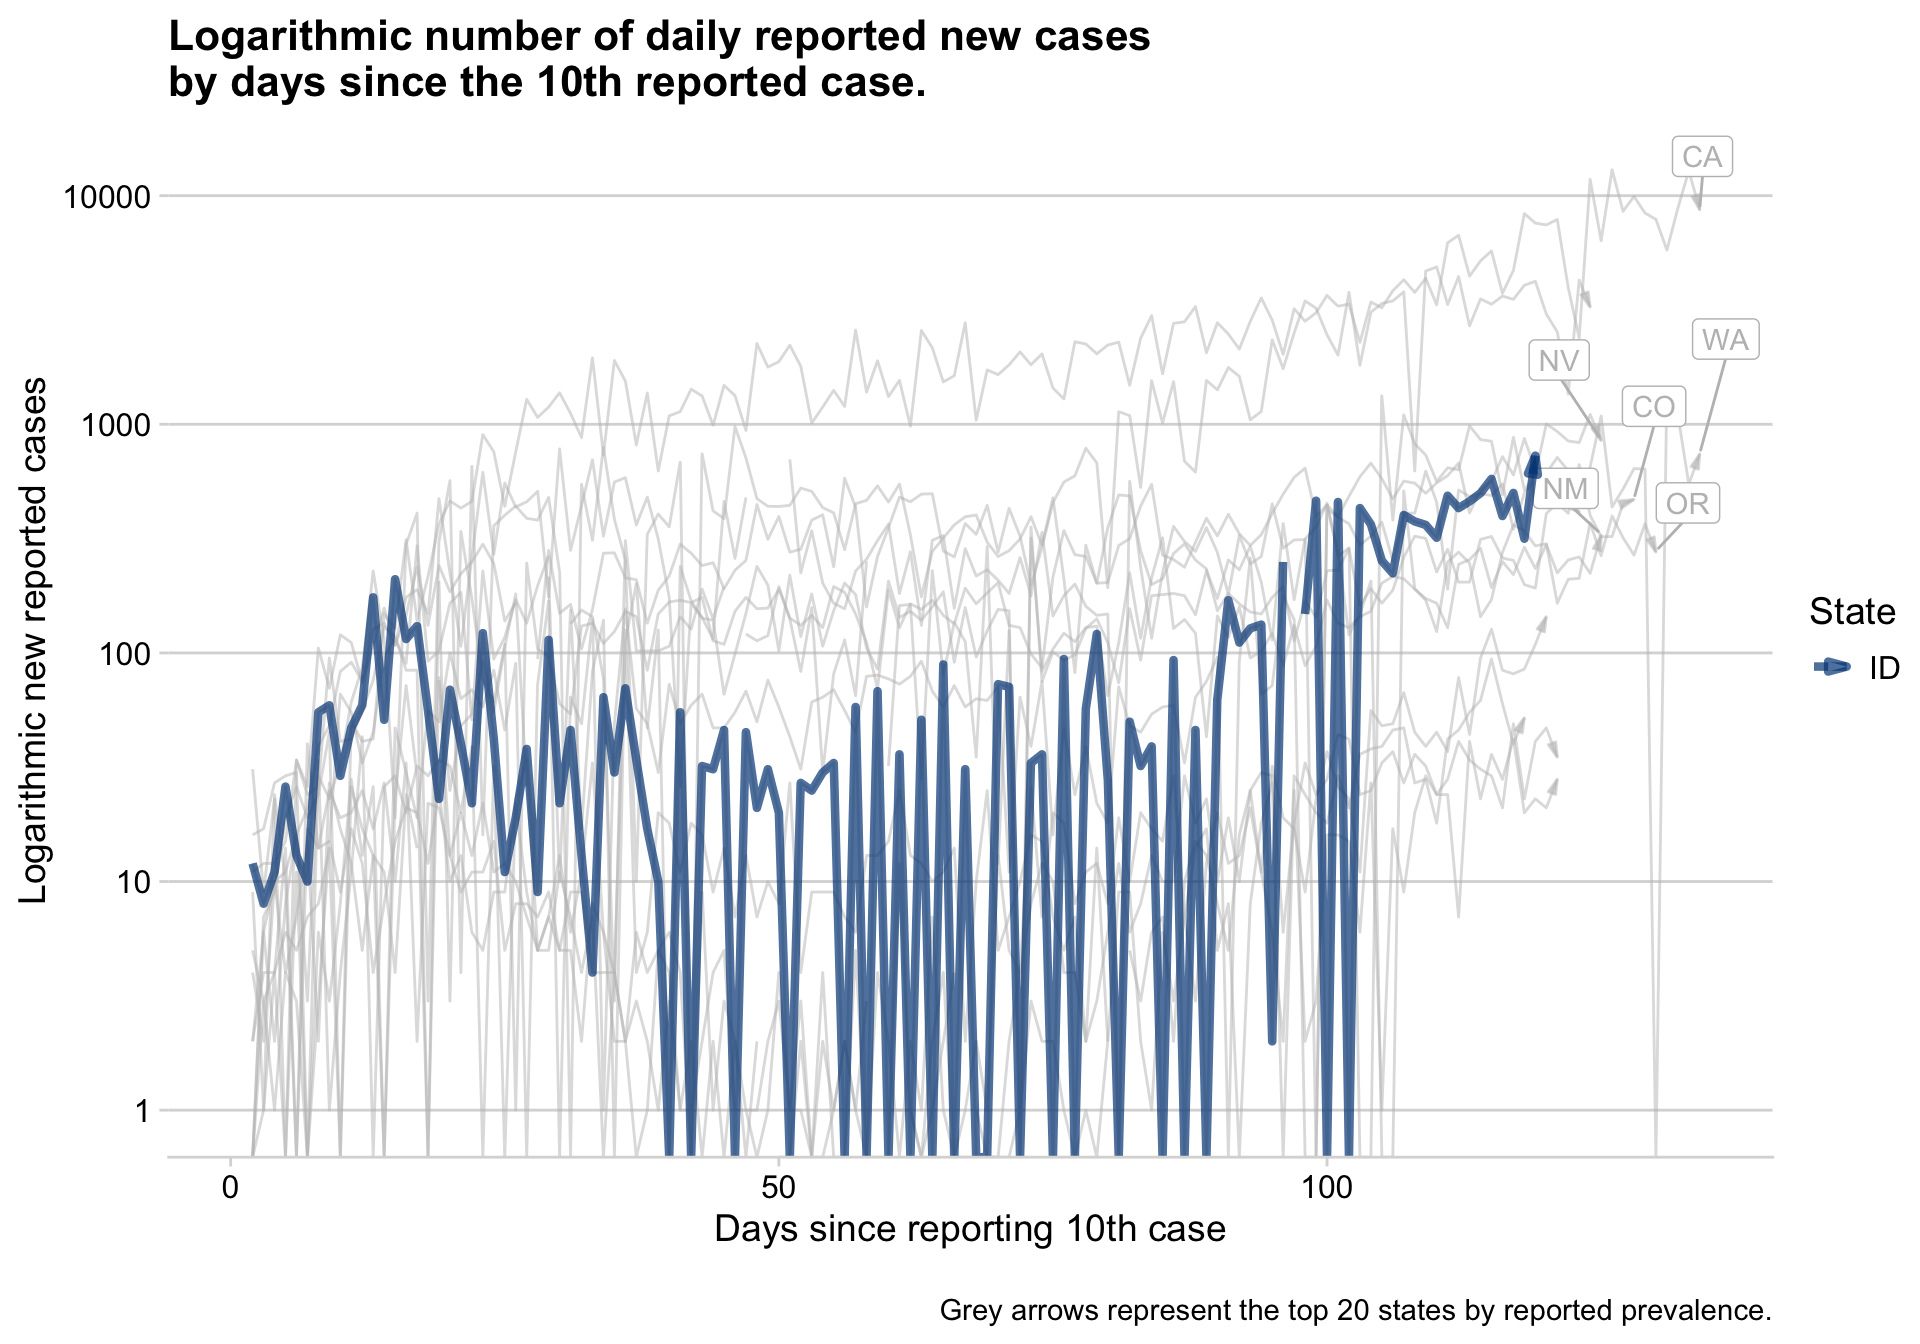 Logarithmic number of daily reported new cases
by days since the 10th reported case.
Logarithmic new reported cases
10000
1000
100
10
1
CA
WA
NV
CO
NM
OR
State
ID
0
50
100
Days since reporting 10th case
Grey arrows represent the top 20 states by reported prevalence.